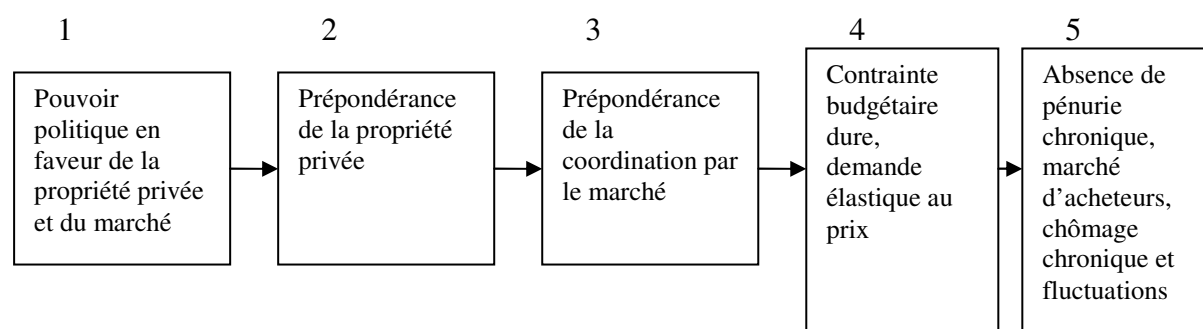 1
2
3
4
5
Pouvoir
politique en
faveur de la
propriété privée
et du marché
Prépondérance
de la propriété
privée
Prépondérance
de la
coordination par
le marché
Contrainte
budgétaire
dure,
demande
élastique au
prix
Absence de
pénurie
chronique,
marché
d’acheteurs,
chômage
chronique et
fluctuations